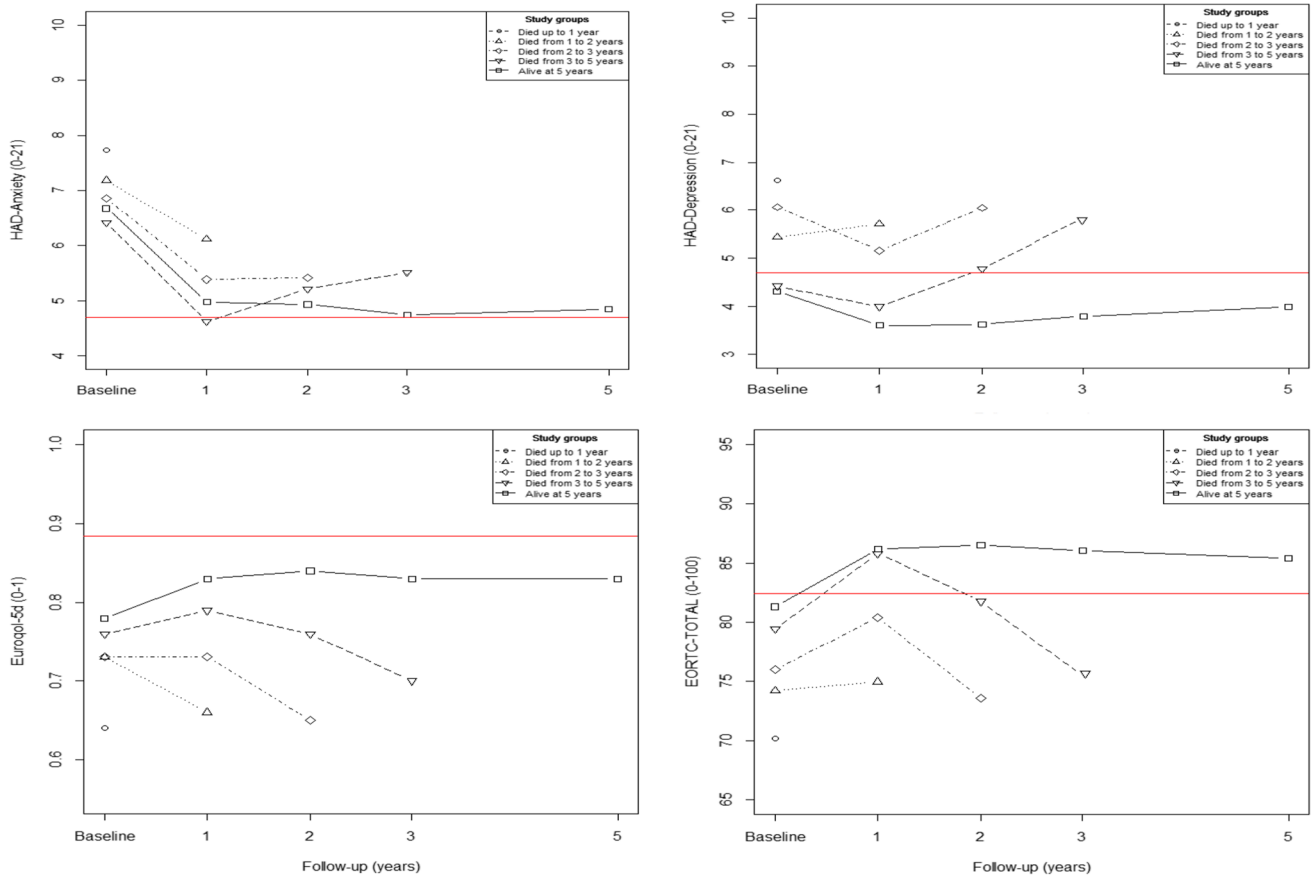 Study groups
Died up to 1 year
Died from 1 to 2 years
Died from 2 to 3 years
Died from 3 to 5 years
Alive at 5 years
HAD-Anxiety (0-21)
10
9
8
7
6
5
4
Baseline
1
2
3
5
Study groups
Died up to 1 year
Died from 1 to 2 years
Died from 2 to 3 years
Died from 3 to 5 years
Alive at 5 years
HAD-Depression (0-21)
10
9
8
7
6
5
4
3
Baseline
1
2
3
5
Study groups
Died up to 1 year
Died from 1 to 2 years
Died from 2 to 3 years
Died from 3 to 5 years
Alive at 5 years
Euroqol-5d (0-1)
1.0
0.9
0.8
0.7
0.6
Baseline
1
2
3
5
Follow-up (years)
Study groups
Died up to 1 year
Died from 1 to 2 years
Died from 2 to 3 years
Died from 3 to 5 years
Alive at 5 years
EORTC-TOTAL (0-100)
95
90
85
80
75
70
65
Baseline
1
2
3
5
Follow-up (years)